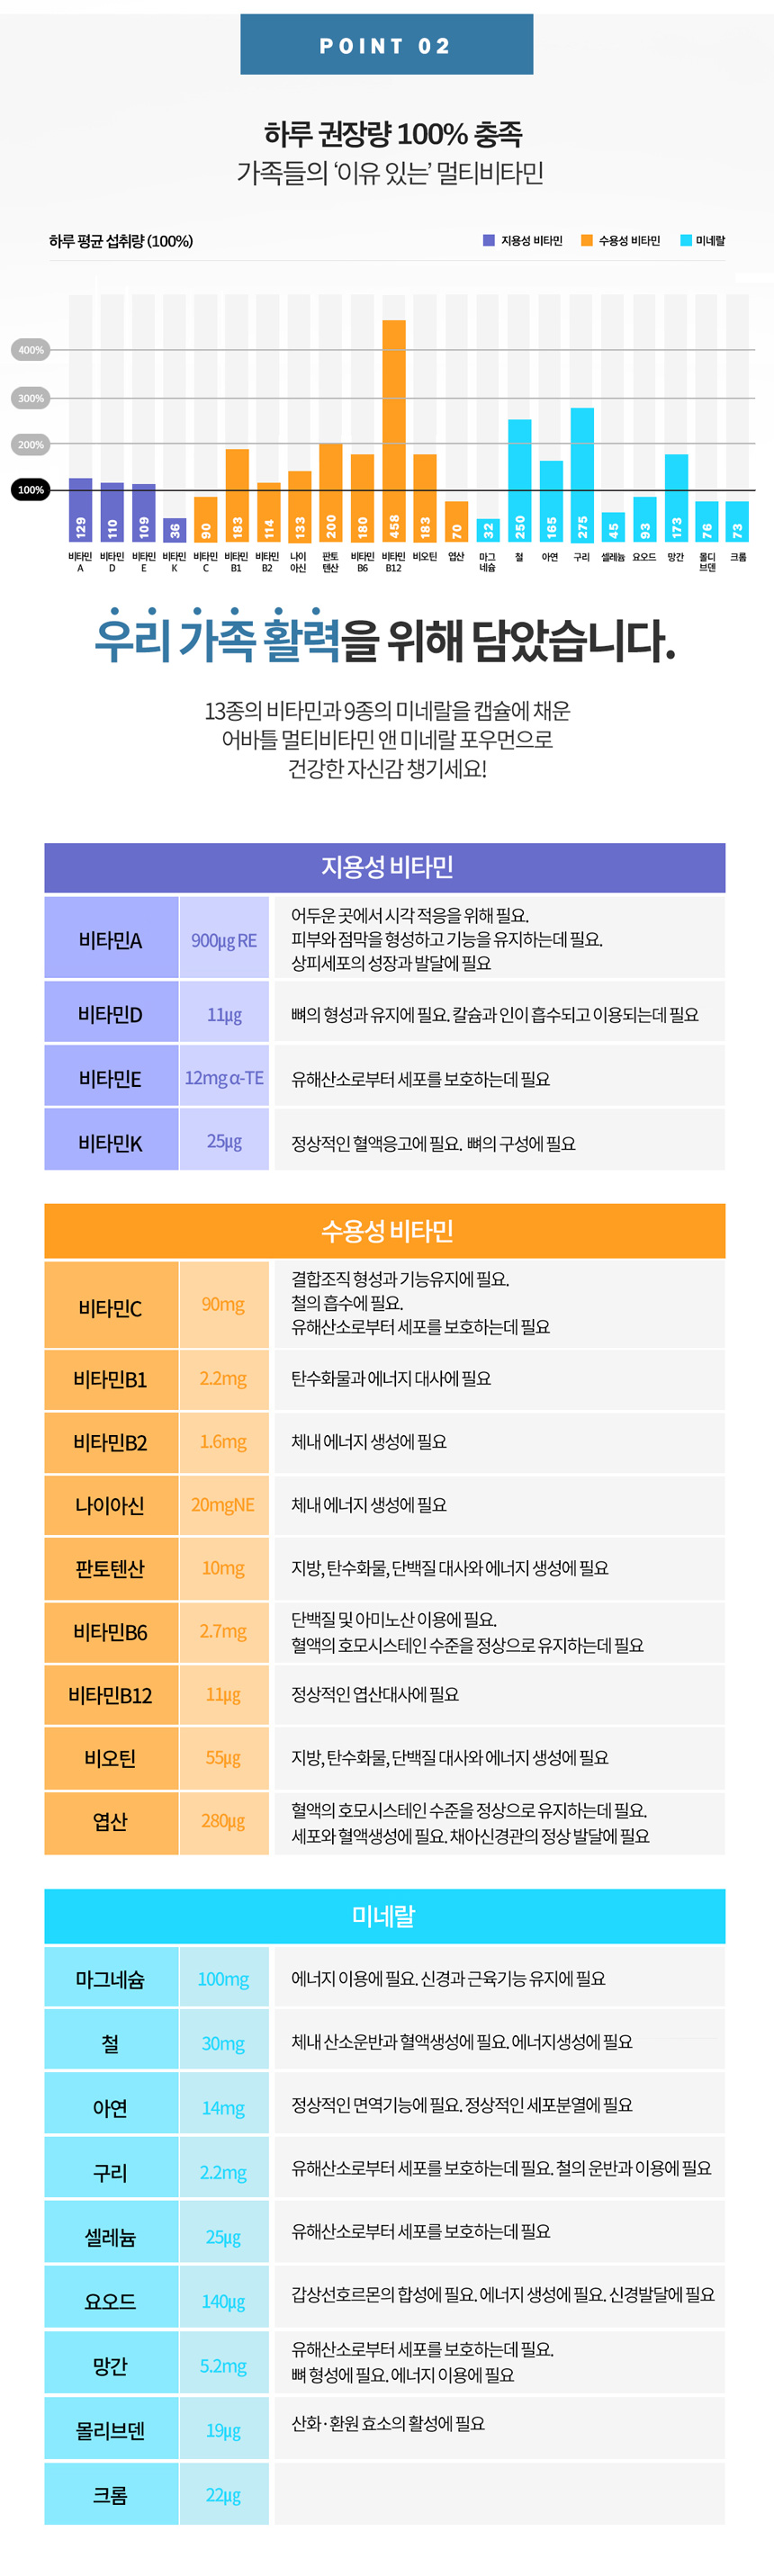 POINT 02
하루 권장량 100% 충족
가족들의 ‘이유 있는’ 멀티비타민
하루 평균 섭취량 (100%)
지용성 비타민
수용성 비타민
미네랄
400%
300%
200%
100%
129
110
109
36
90
183
114
133
200
180
458
183
70
32
250
165
275
45
93
173
76
73
비타민 A
비타민 D
비타민 E
비타민 K
비타민 C
비타민 B1
비타민 B2
나이아신
판토텐산
비타민 B6
비타민 B12
비오틴
엽산
마그네슘
철
아연
구리
셀레늄
요오드
망간
몰디브덴
크롬
우리 가족 활력을 위해 담았습니다.
13종의 비타민과 9종의 미네랄을 캡슐에 채운
어바틀 멀티비타민 앤 미네랄 포우먼으로
건강한 자신감 챙기세요!
지용성 비타민
비타민A
900μg RE
어두운 곳에서 시각 적응을 위해 필요.
피부와 점막을 형성하고 기능을 유지하는데 필요.
상피세포의 성장과 발달에 필요
비타민D
11μg
뼈의 형성과 유지에 필요. 칼슘과 인이 흡수되고 이용되는데 필요
비타민E
12mg α-TE
유해산소로부터 세포를 보호하는데 필요
비타민K
25μg
정상적인 혈액응고에 필요. 뼈의 구성에 필요
수용성 비타민
비타민C
90mg
결합조직 형성과 기능유지에 필요.
철의 흡수에 필요.
유해산소로부터 세포를 보호하는데 필요
비타민B1
2.2mg
탄수화물과 에너지 대사에 필요
비타민B2
1.6mg
체내 에너지 생성에 필요
나이아신
20mgNE
체내 에너지 생성에 필요
판토텐산
10mg
지방, 탄수화물, 단백질 대사와 에너지 생성에 필요
비타민B6
2.7mg
단백질 및 아미노산 이용에 필요.
혈액의 호모시스테인 수준을 정상으로 유지하는데 필요
비타민B12
11μg
정상적인 엽산대사에 필요
비오틴
55μg
지방, 탄수화물, 단백질 대사와 에너지 생성에 필요
엽산
280μg
혈액의 호모시스테인 수준을 정상으로 유지하는데 필요.
세포와 혈액생성에 필요. 채아신경관의 정상 발달에 필요
미네랄
마그네슘
100mg
에너지 이용에 필요. 신경과 근육기능 유지에 필요
철
30mg
체내 산소운반과 혈액생성에 필요. 에너지생성에 필요
아연
14mg
정상적인 면역기능에 필요. 정상적인 세포분열에 필요
구리
2.2mg
유해산소로부터 세포를 보호하는데 필요. 철의 운반과 이용에 필요
셀레늄
25μg
유해산소로부터 세포를 보호하는데 필요
요오드
140μg
갑상선호르몬의 합성에 필요. 에너지 생성에 필요. 신경발달에 필요
망간
5.2mg
유해산소로부터 세포를 보호하는데 필요.
뼈 형성에 필요. 에너지 이용에 필요
몰리브덴
19μg
산화·환원 효소의 활성에 필요
크롬
22μg